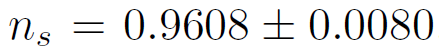 n_s = 0.9608 ± 0.0080